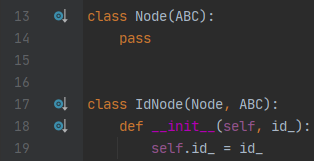 13 class Node(ABC):
14     pass
15
16
17 class IdNode(Node, ABC):
18     def __init__(self, id_):
19         self.id_ = id_